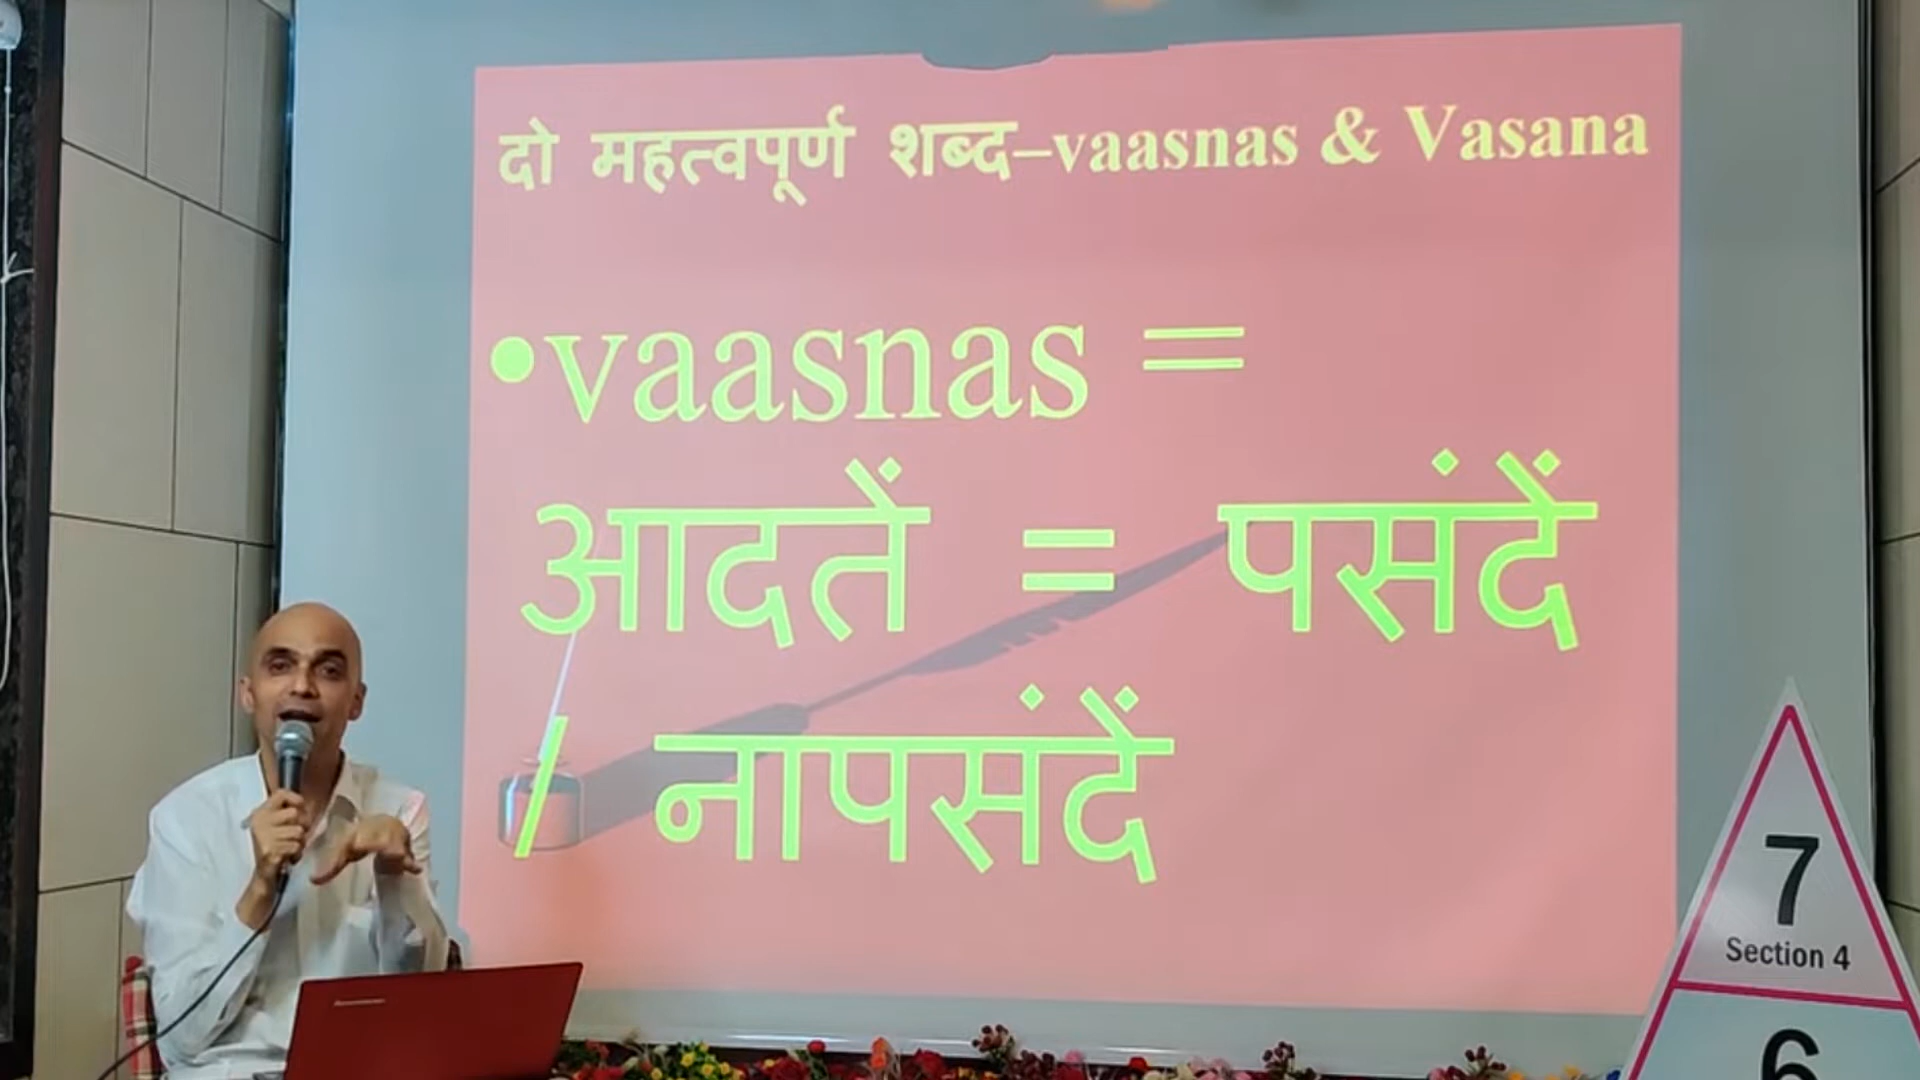 दो महत्वपूर्ण शब्द–vaasnas & Vasana
•vaasnas =
आदतें = पसंदें
/ नापसंदें
7
Section 4
6